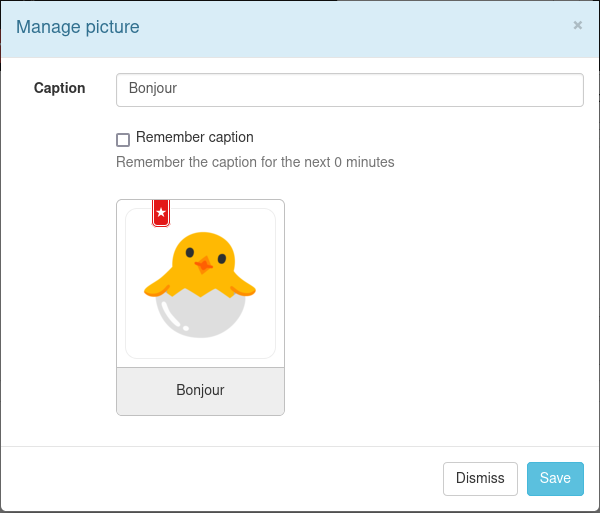 Manage picture
×
Caption
Bonjour
Remember caption
Remember the caption for the next 0 minutes
Bonjour
Dismiss
Save